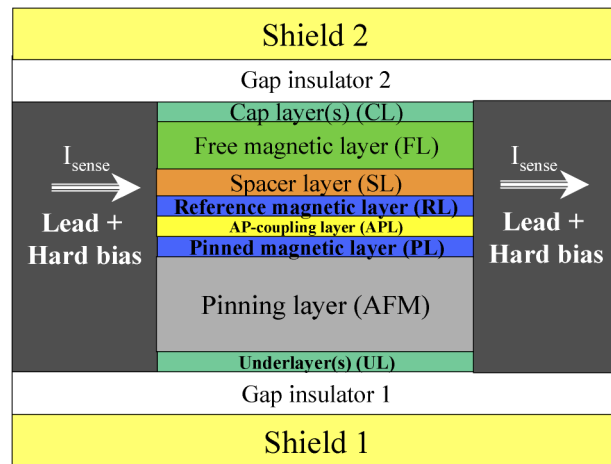 Shield 2
Gap insulator 2
Cap layer(s) (CL)
Free magnetic layer (FL)
I_sense
Lead +
Hard bias
Spacer layer (SL)
Reference magnetic layer (RL)
AP-coupling layer (APL)
Pinned magnetic layer (PL)
Pinning layer (AFM)
Underlayer(s) (UL)
I_sense
Lead +
Hard bias
Gap insulator 1
Shield 1